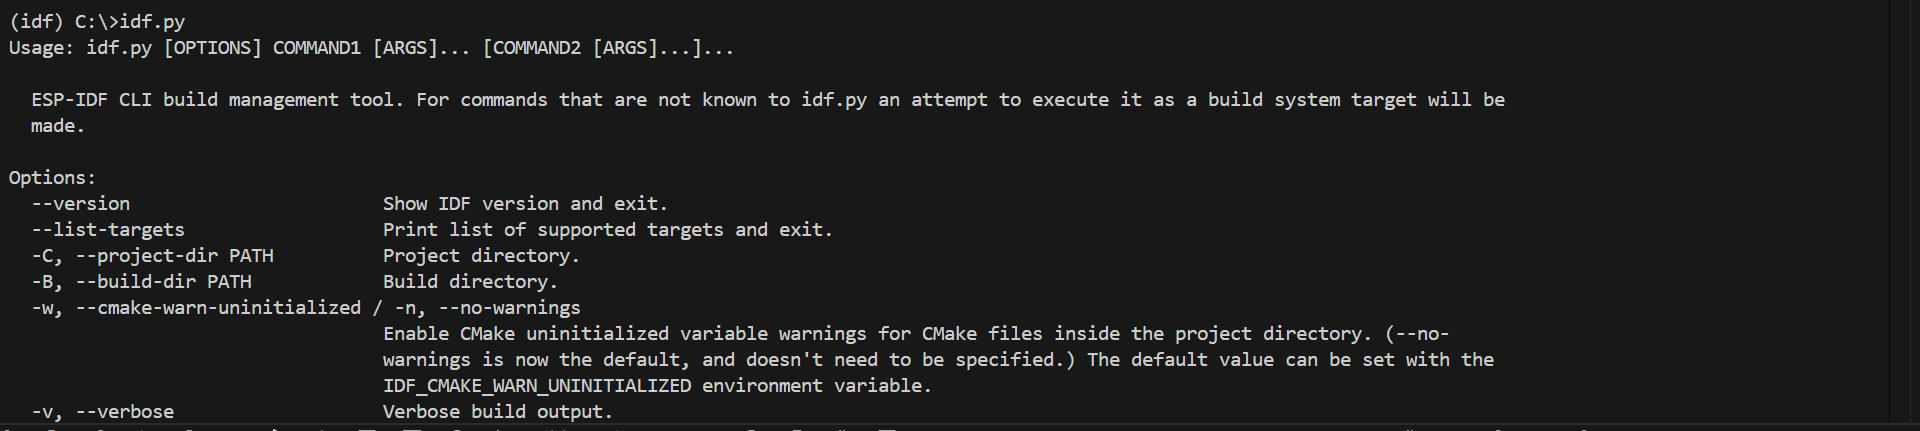 (idf) C:\>idf.py
Usage: idf.py [OPTIONS] COMMAND1 [ARGS]... [COMMAND2 [ARGS]...]...
ESP-IDF CLI build management tool. For commands that are not known to idf.py an attempt to execute it as a build system target will be
made.
Options:
--version Show IDF version and exit.
--list-targets Print list of supported targets and exit.
-C, --project-dir PATH Project directory.
-B, --build-dir PATH Build directory.
-w, --cmake-warn-uninitialized / -n, --no-warnings
Enable CMake uninitialized variable warnings for CMake files inside the project directory. (--no-
warnings is now the default, and doesn't need to be specified.) The default value can be set with the
IDF_CMAKE_WARN_UNINITIALIZED environment variable.
-v, --verbose Verbose build output.